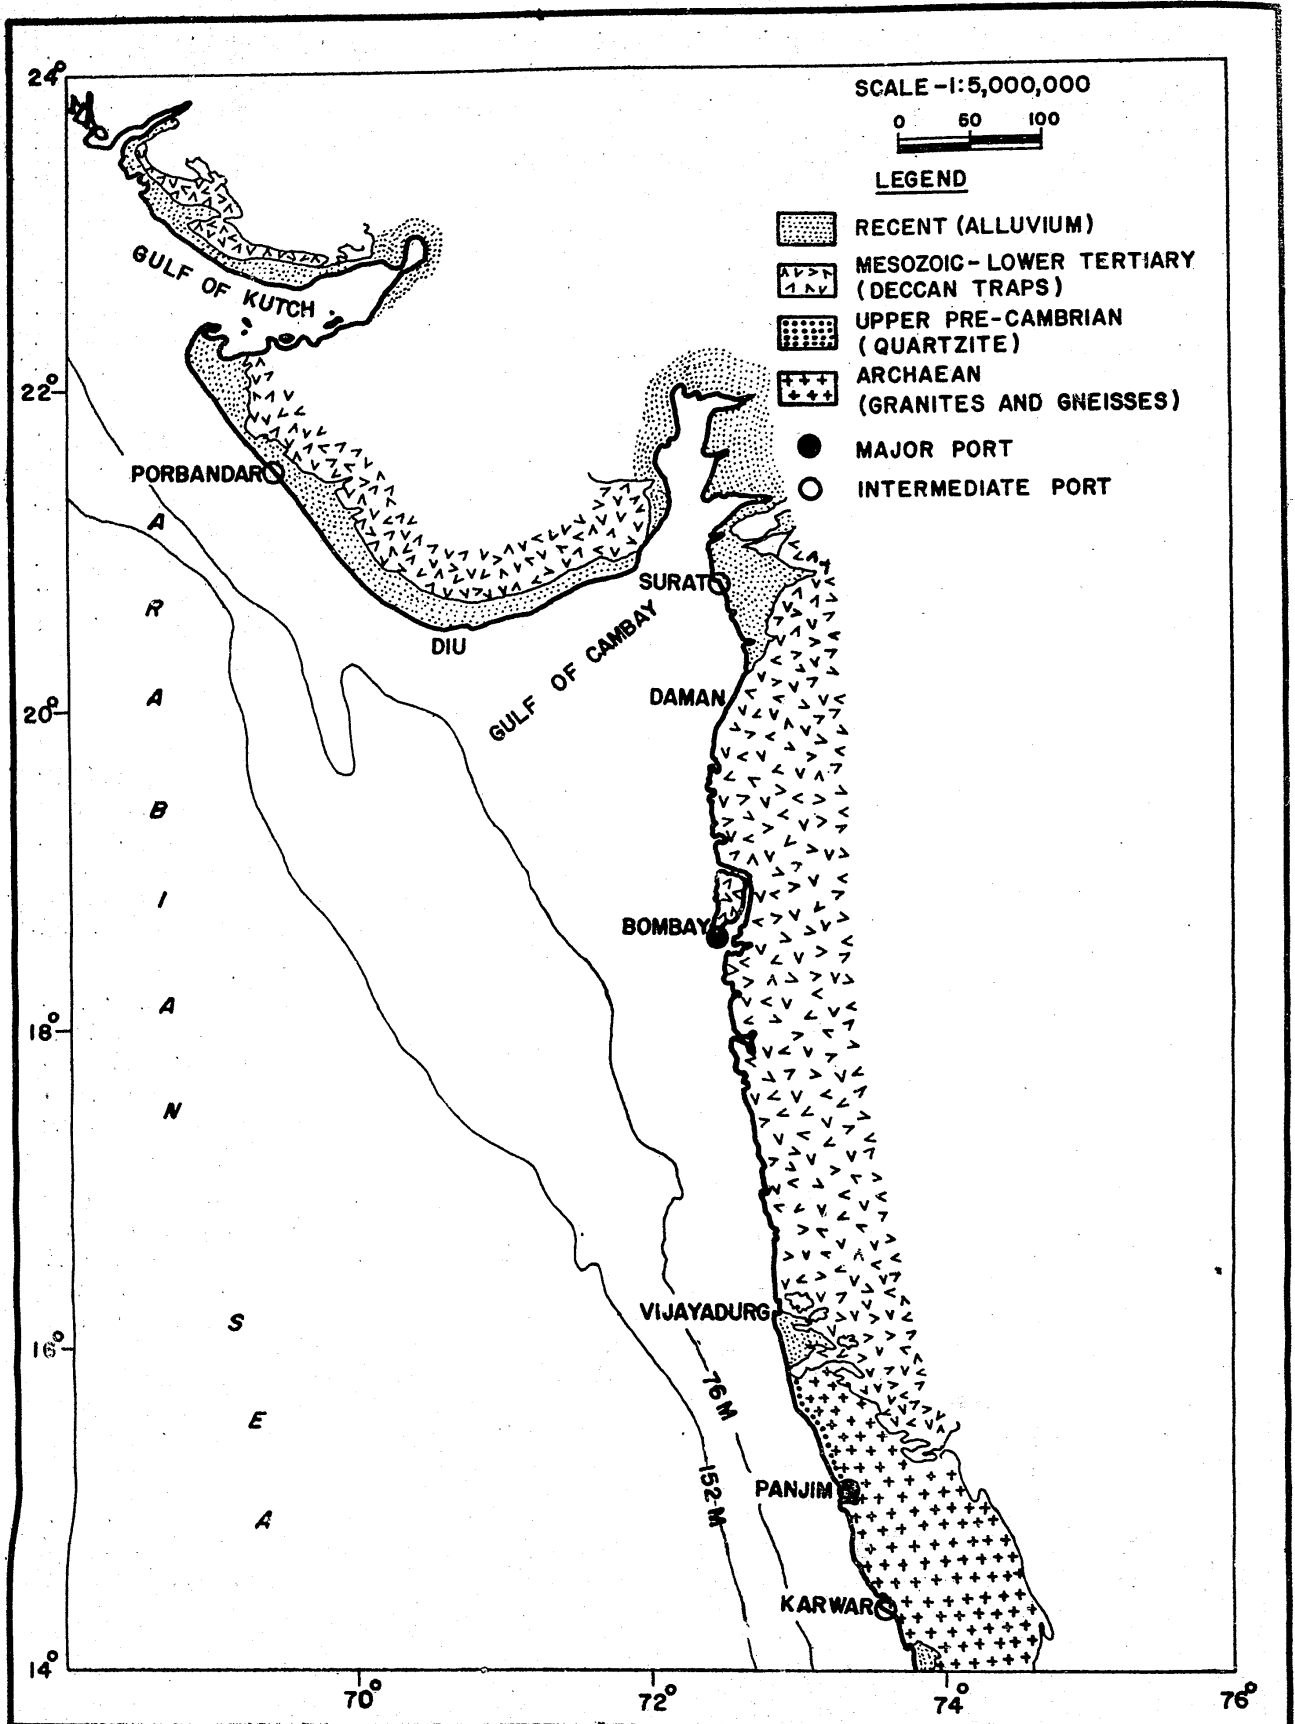 24°
SCALE -1:5,000,000
0 50 100
LEGEND
RECENT (ALLUVIUM)
MESOZOIC-LOWER TERTIARY
(DECCAN TRAPS)
UPPER PRE-CAMBRIAN
(QUARTZITE)
ARCHAEAN
(GRANITES AND GNEISSES)
MAJOR PORT
INTERMEDIATE PORT
GULF OF KUTCH
22°
PORBANDAR
SURAT
DIU
GULF OF CAMBAY
DAMAN
20°
BOMBAY
18°
ARABIAN
SEA
VIJAYADURG
16°
76 M
152 M
PANJIM
KARWAR
14°
70° 72° 74° 76°